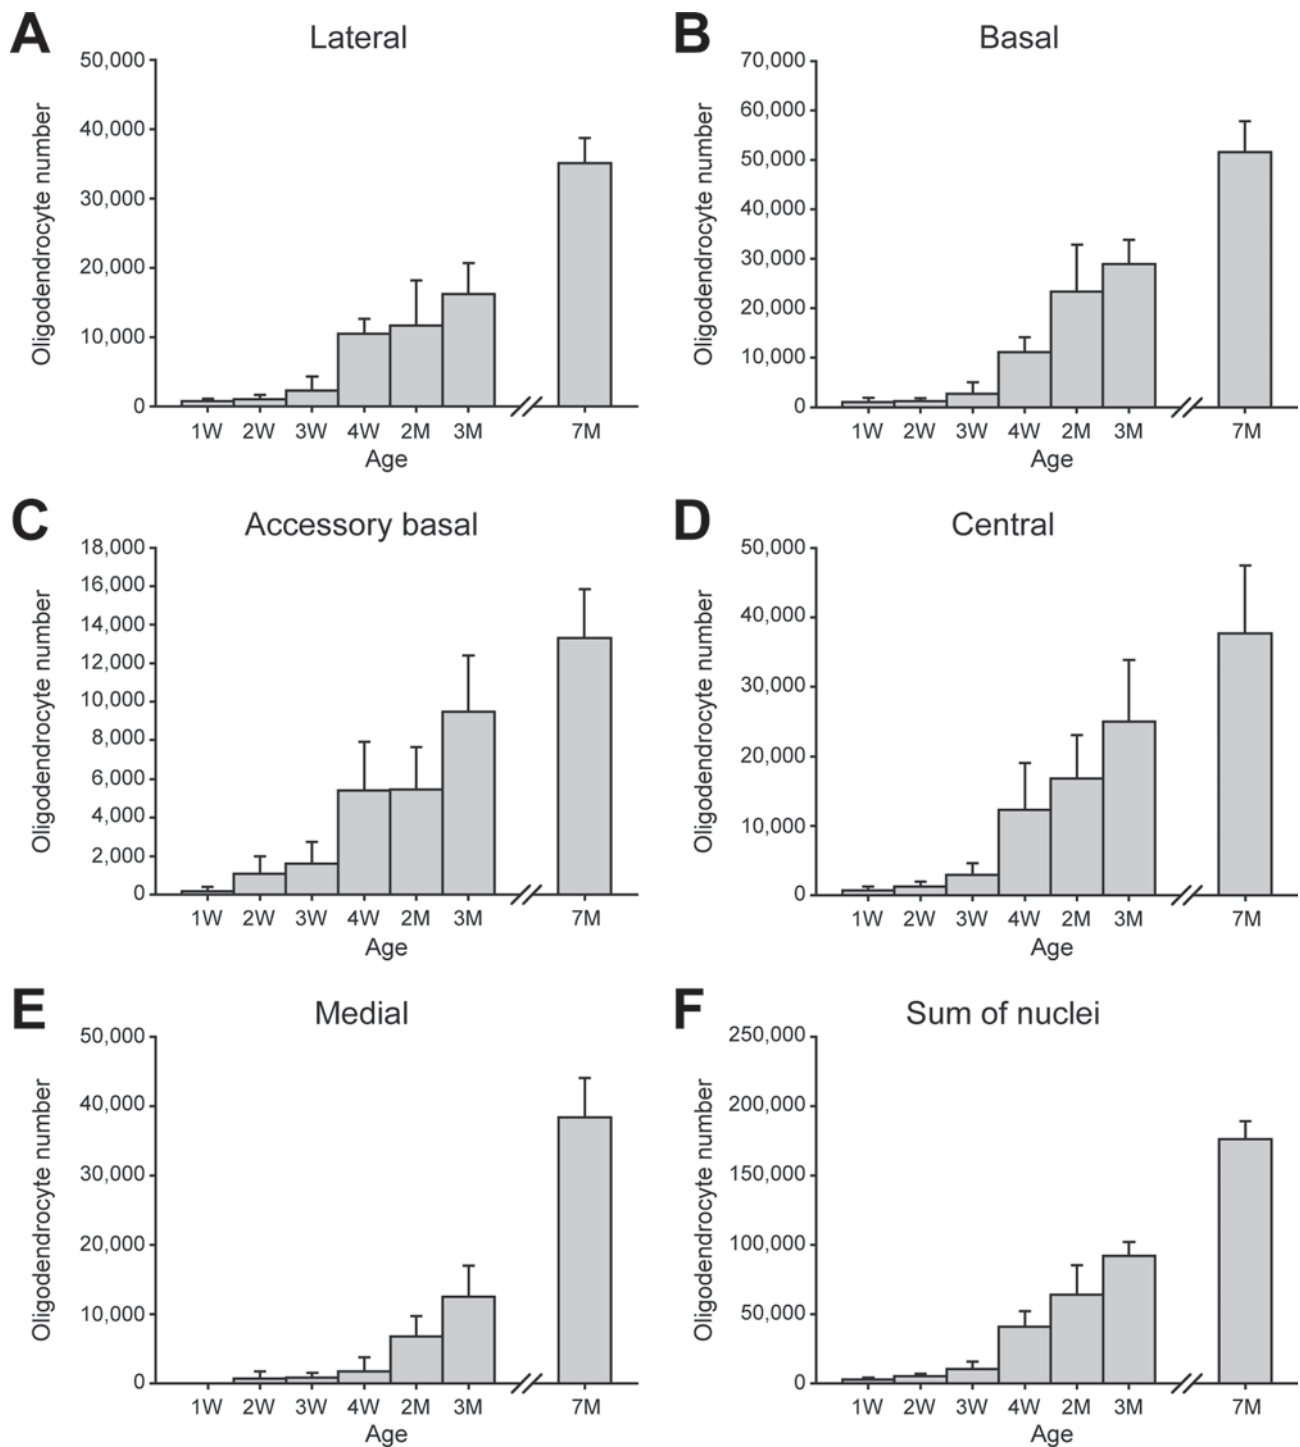 A
Lateral
Oligodendrocyte number
50,000
40,000
30,000
20,000
10,000
0
1W 2W 3W 4W 2M 3M 7M
Age
B
Basal
Oligodendrocyte number
70,000
60,000
50,000
40,000
30,000
20,000
10,000
0
1W 2W 3W 4W 2M 3M 7M
Age
C
Accessory basal
Oligodendrocyte number
18,000
16,000
14,000
12,000
10,000
8,000
6,000
4,000
2,000
0
1W 2W 3W 4W 2M 3M 7M
Age
D
Central
Oligodendrocyte number
50,000
40,000
30,000
20,000
10,000
0
1W 2W 3W 4W 2M 3M 7M
Age
E
Medial
Oligodendrocyte number
50,000
40,000
30,000
20,000
10,000
0
1W 2W 3W 4W 2M 3M 7M
Age
F
Sum of nuclei
Oligodendrocyte number
250,000
200,000
150,000
100,000
50,000
0
1W 2W 3W 4W 2M 3M 7M
Age